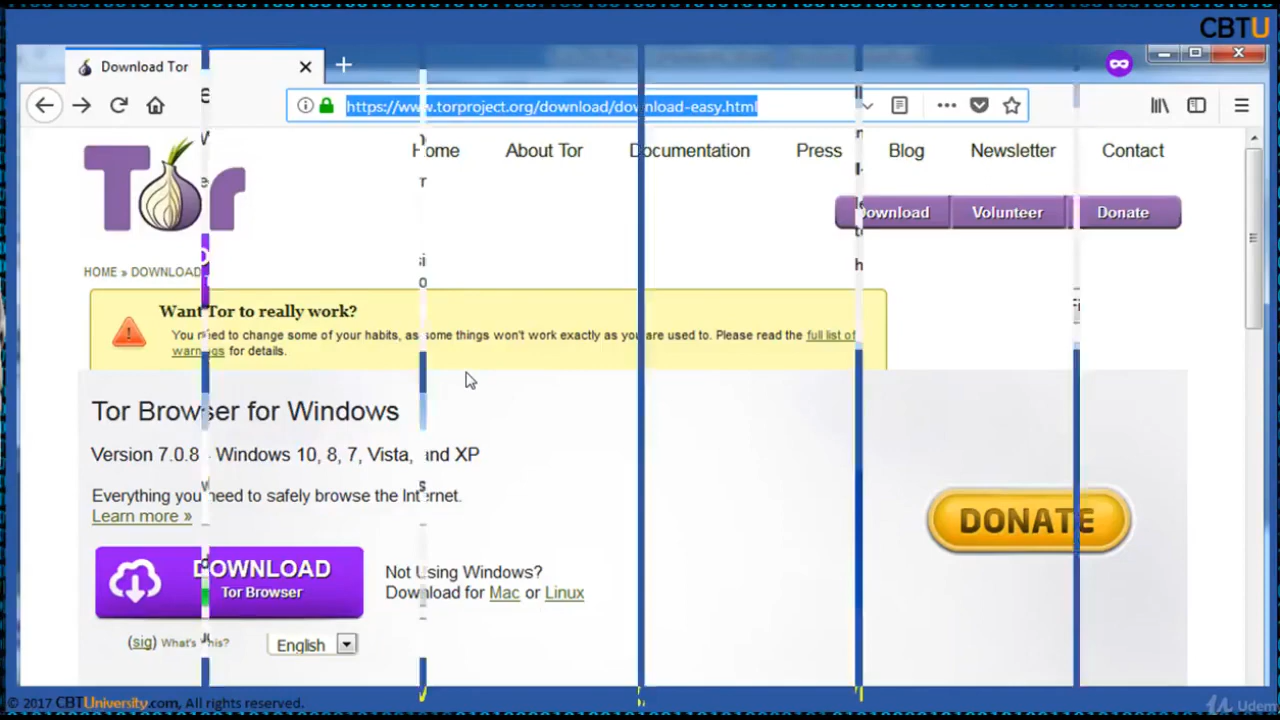 CBTU
Download Tor
https://www.torproject.org/download/download-easy.html
Tor
Home About Tor Documentation Press Blog Newsletter Contact
Download Volunteer Donate
HOME » DOWNLOAD
Want Tor to really work?
You need to change some of your habits, as some things won't work exactly as you are used to. Please read the full list of
warnings for details.
Tor Browser for Windows
Version 7.0.8 - Windows 10, 8, 7, Vista, and XP
Everything you need to safely browse the Internet.
Learn more »
DONATE
DOWNLOAD
Tor Browser
Not Using Windows?
Download for Mac or Linux
(sig) What's This?
English
© 2017 CBTUniversity.com, All rights reserved.
Udemy